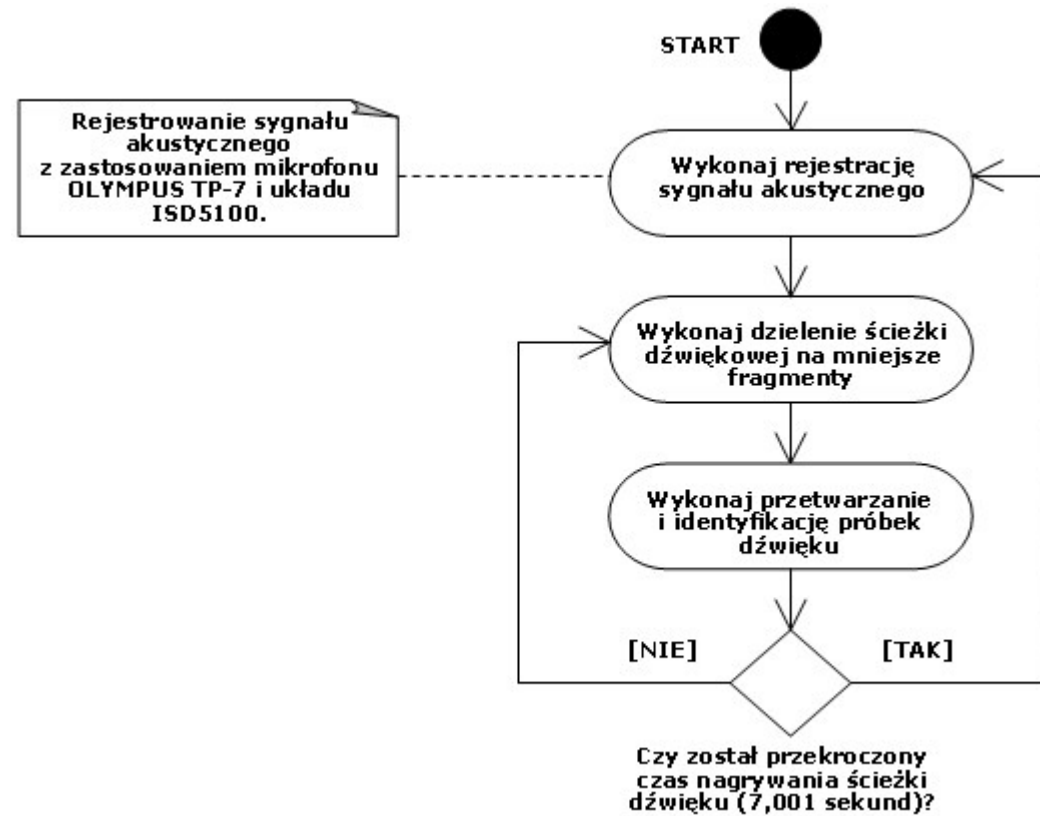 START
Rejestrowanie sygnału
akustycznego
z zastosowaniem mikrofonu
OLYMPUS TP-7 i układu
ISD5100.
Wykonaj rejestrację
sygnału akustycznego
Wykonaj dzielenie ścieżki
dźwiękowej na mniejsze
fragmenty
Wykonaj przetwarzanie
i identyfikację próbek
dźwięku
[NIE]
[TAK]
Czy został przekroczony
czas nagrywania ścieżki
dźwięku (7,001 sekund)?